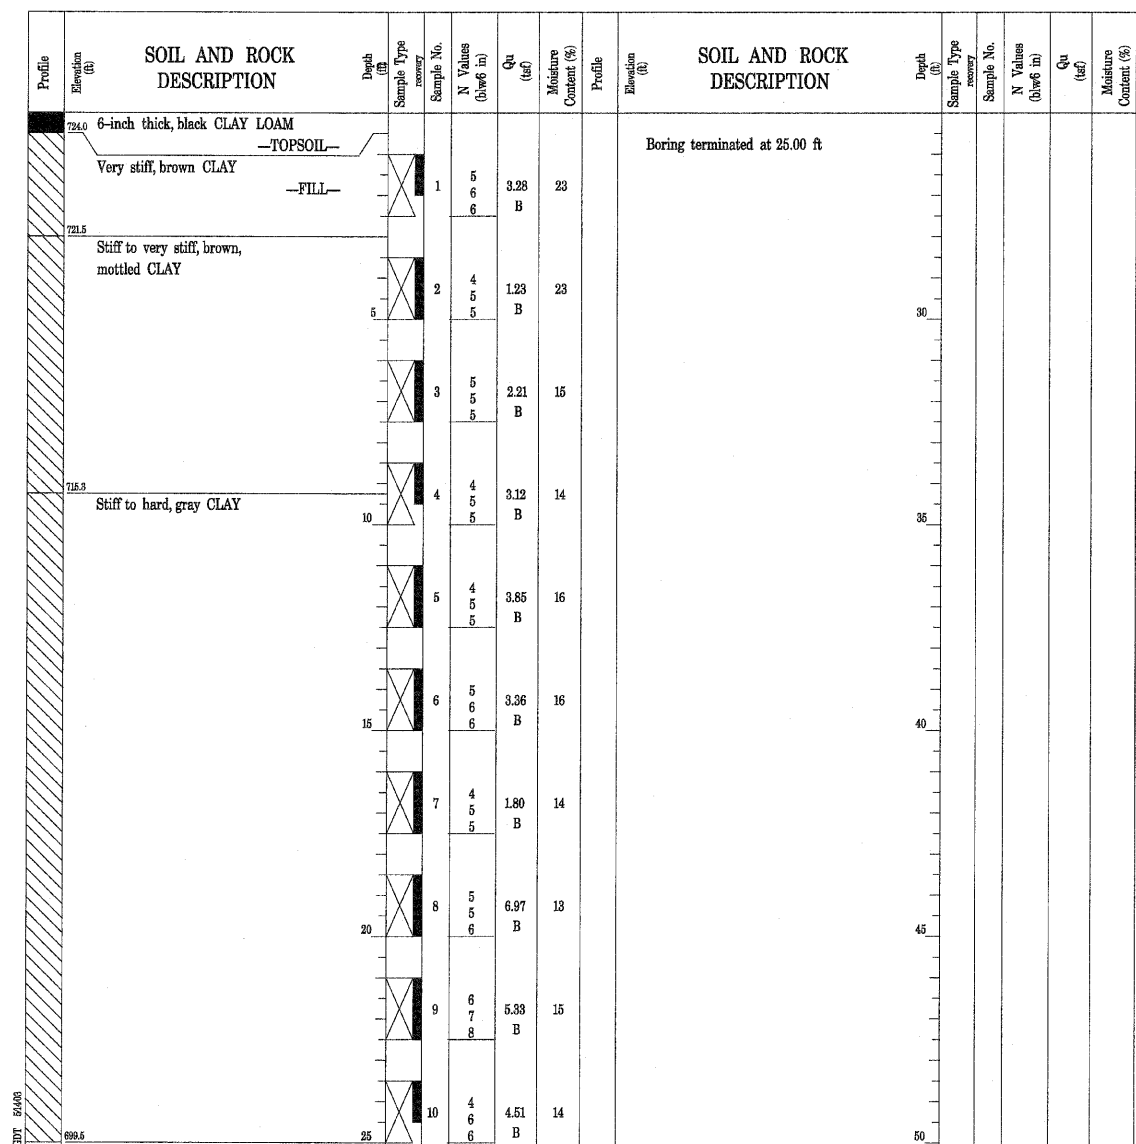 Profile
Elevation (ft)
SOIL AND ROCK
DESCRIPTION
Depth (ft)
Sample Type
recovery
Sample No.
N Values
(blw/6 in)
Qu
(tsf)
Moisture
Content (%)
Profile
Elevation (ft)
SOIL AND ROCK
DESCRIPTION
Depth (ft)
Sample Type
recovery
Sample No.
N Values
(blw/6 in)
Qu
(tsf)
Moisture
Content (%)
724.0 6-inch thick, black CLAY LOAM
—TOPSOIL—
Very stiff, brown CLAY
—FILL—
1 5 6 6 3.28 B 23
721.5
Stiff to very stiff, brown,
mottled CLAY
2 4 5 5 1.23 B 23
5
3 5 5 5 2.21 B 15
715.3
Stiff to hard, gray CLAY
4 4 5 5 3.12 B 14
10
5 4 5 5 3.85 B 16
6 5 6 6 3.36 B 16
15
7 4 5 5 1.80 B 14
8 5 5 6 6.97 B 13
20
9 6 7 8 5.33 B 15
10 4 6 6 4.51 B 14
699.5
25
Boring terminated at 25.00 ft
30
35
40
45
50